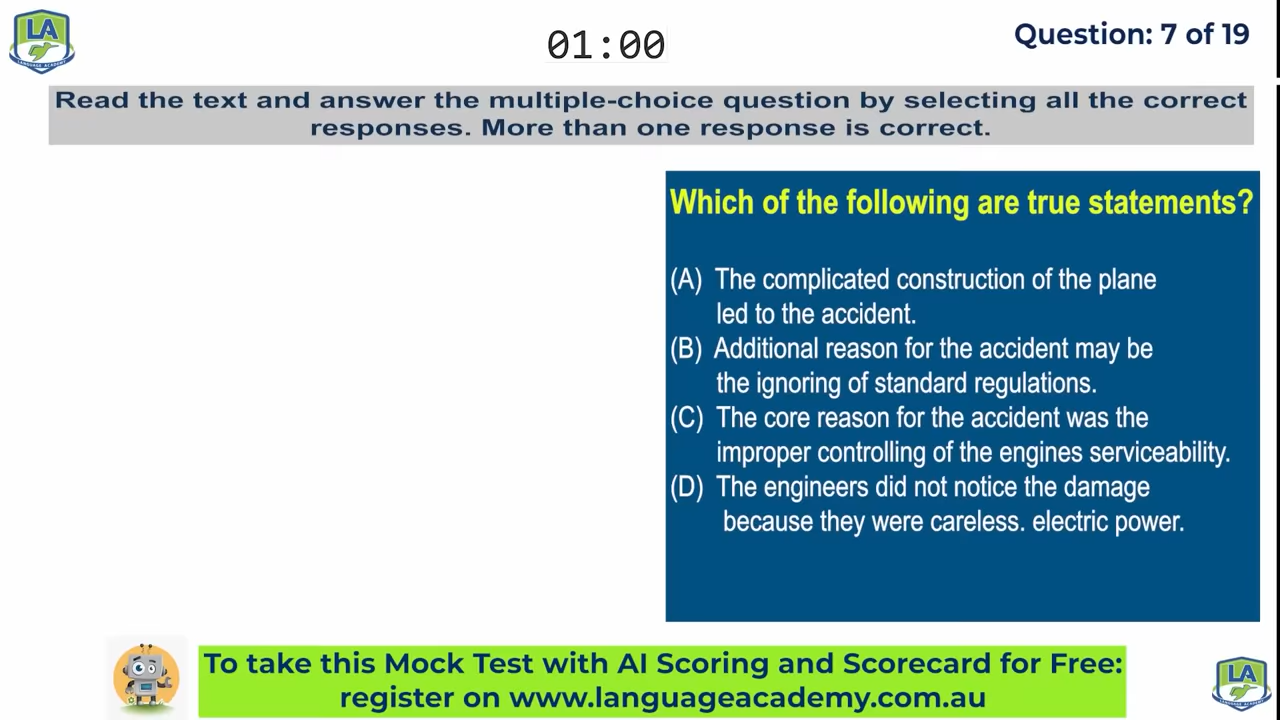 LA
LANGUAGE ACADEMY
01:00
Question: 7 of 19
Read the text and answer the multiple-choice question by selecting all the correct
responses. More than one response is correct.
Which of the following are true statements?
(A) The complicated construction of the plane
led to the accident.
(B) Additional reason for the accident may be
the ignoring of standard regulations.
(C) The core reason for the accident was the
improper controlling of the engines serviceability.
(D) The engineers did not notice the damage
because they were careless. electric power.
To take this Mock Test with AI Scoring and Scorecard for Free:
register on www.languageacademy.com.au
LA
LANGUAGE ACADEMY